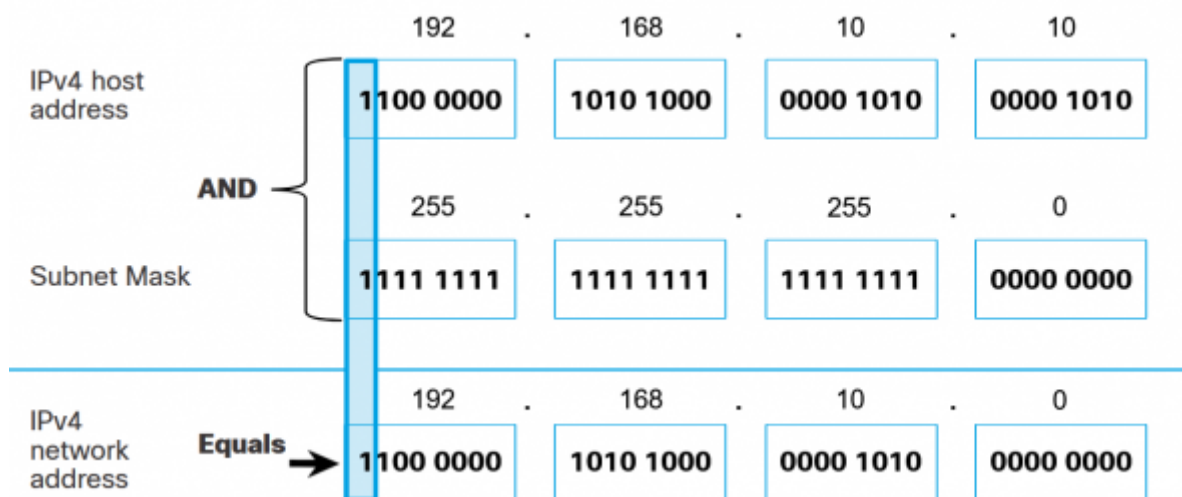 192 . 168 . 10 . 10
IPv4 host
address
1100 0000 1010 1000 0000 1010 0000 1010
AND
255 . 255 . 255 . 0
Subnet Mask
1111 1111 1111 1111 1111 1111 0000 0000
192 . 168 . 10 . 0
IPv4
network
address
Equals
1100 0000 1010 1000 0000 1010 0000 0000